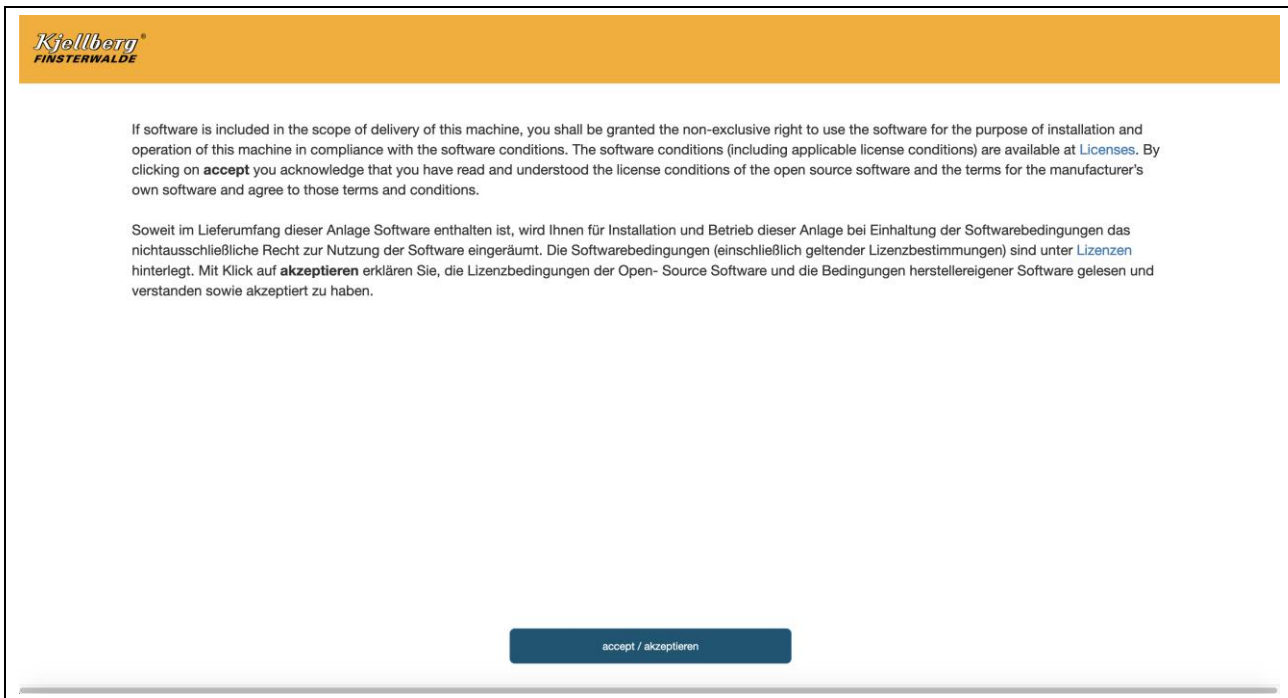 Kjellberg®
FINSTERWALDE
If software is included in the scope of delivery of this machine, you shall be granted the non-exclusive right to use the software for the purpose of installation and
operation of this machine in compliance with the software conditions. The software conditions (including applicable license conditions) are available at Licenses. By
clicking on accept you acknowledge that you have read and understood the license conditions of the open source software and the terms for the manufacturer's
own software and agree to those terms and conditions.
Soweit im Lieferumfang dieser Anlage Software enthalten ist, wird Ihnen für Installation und Betrieb dieser Anlage bei Einhaltung der Softwarebedingungen das
nichtausschließliche Recht zur Nutzung der Software eingeräumt. Die Softwarebedingungen (einschließlich geltender Lizenzbestimmungen) sind unter Lizenzen
hinterlegt. Mit Klick auf akzeptieren erklären Sie, die Lizenzbedingungen der Open- Source Software und die Bedingungen herstellereigener Software gelesen und
verstanden sowie akzeptiert zu haben.
accept / akzeptieren